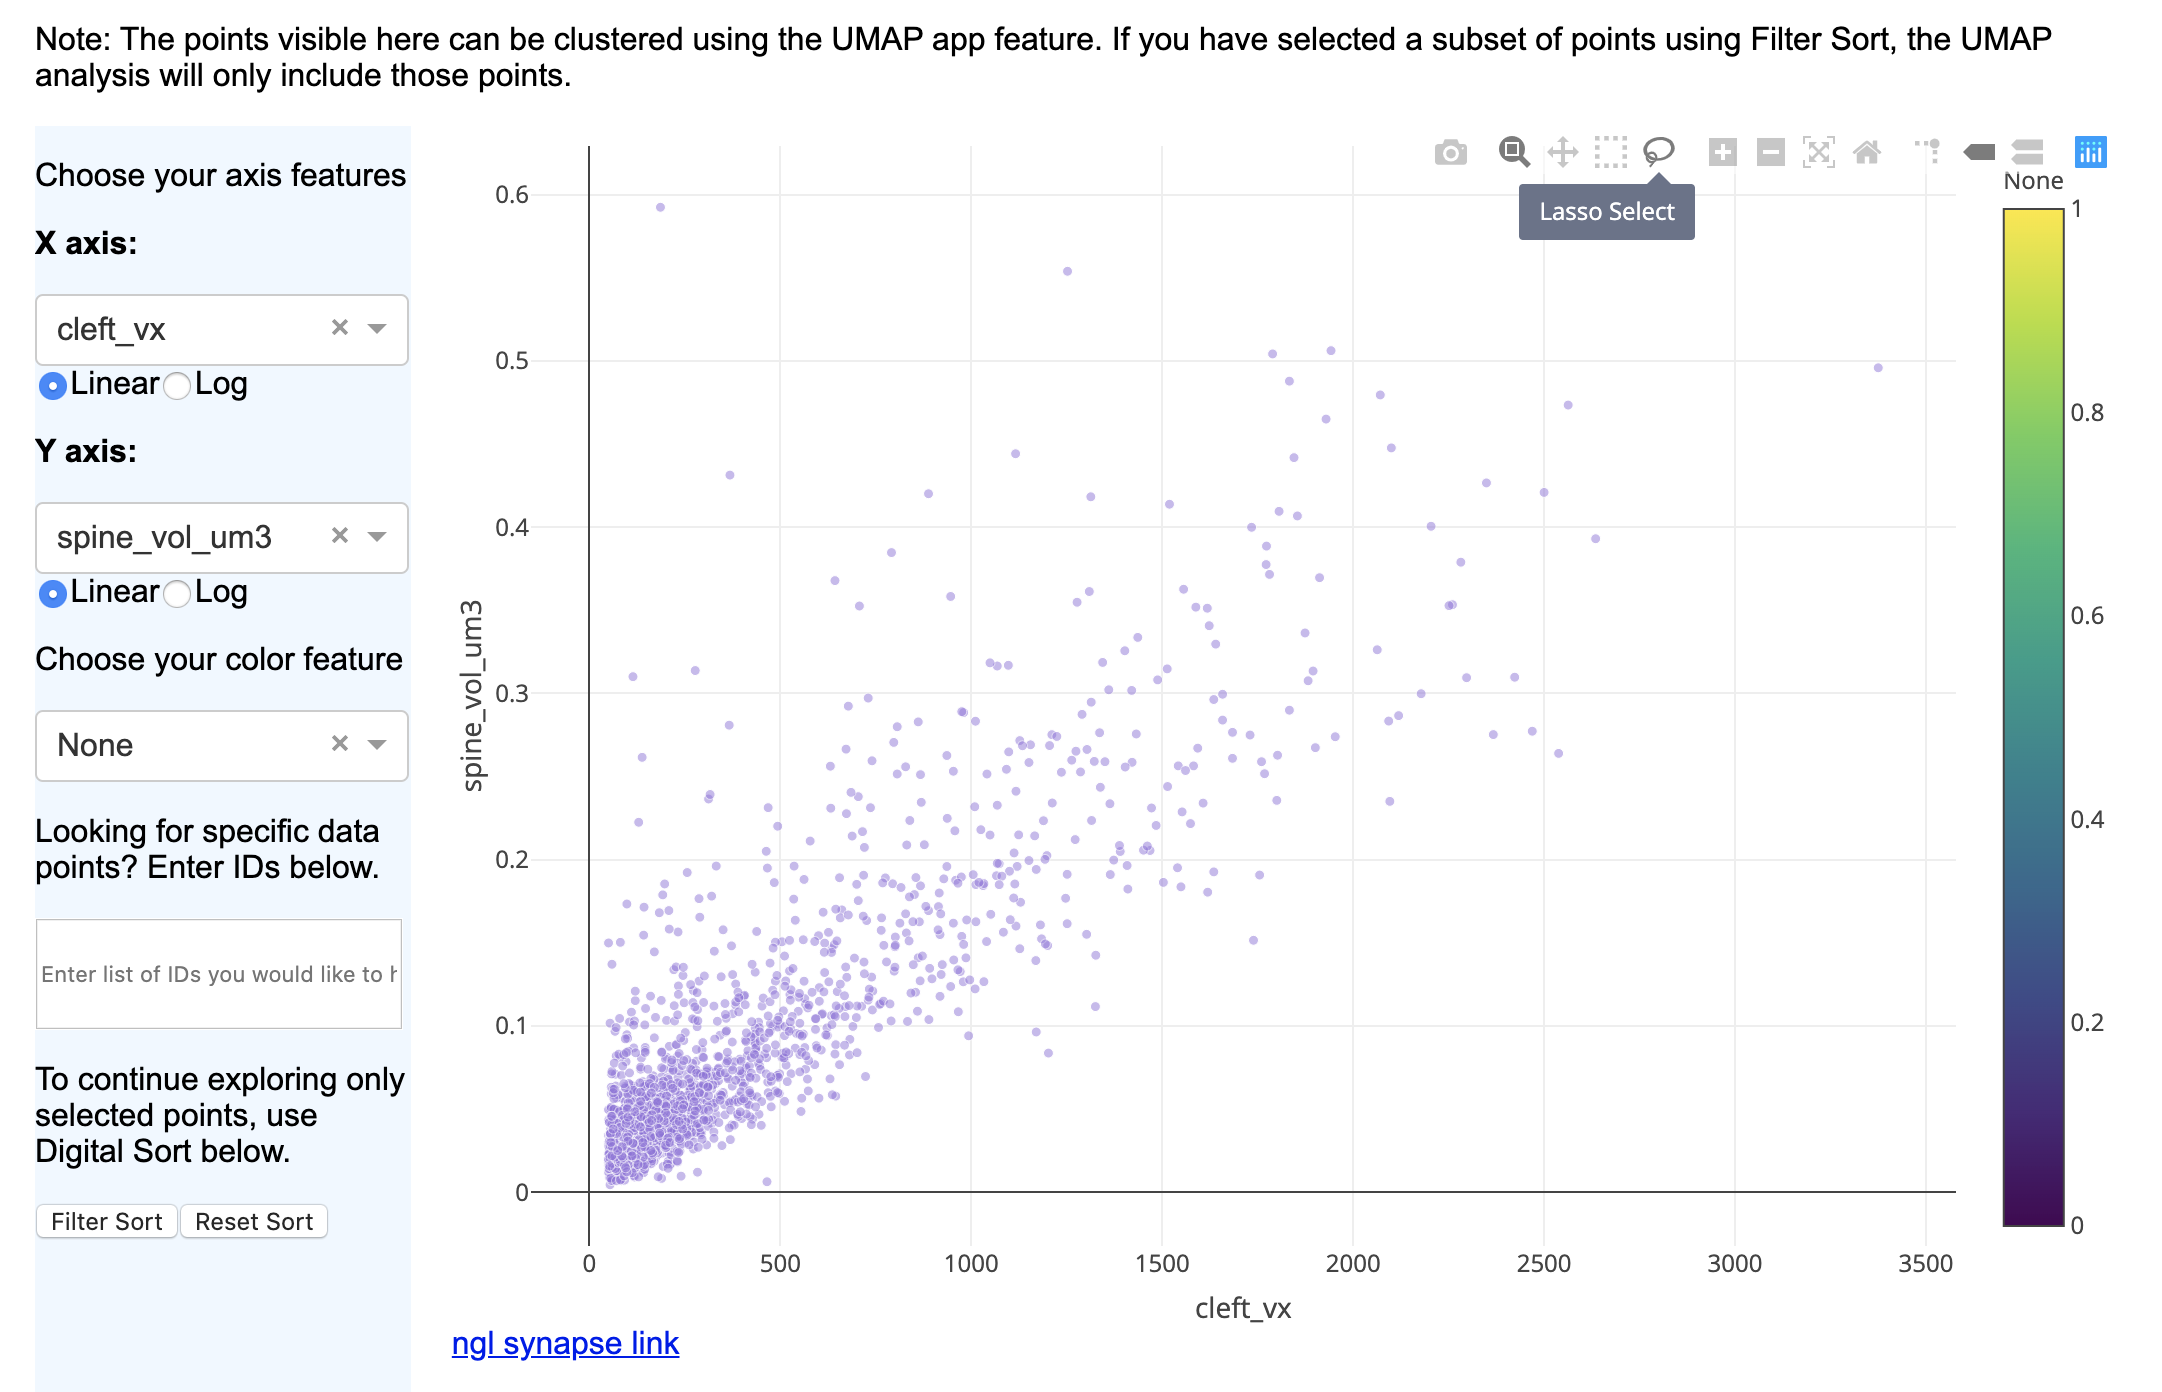 Note: The points visible here can be clustered using the UMAP app feature. If you have selected a subset of points using Filter Sort, the UMAP
analysis will only include those points.
Choose your axis features
X axis:
cleft_vx
Linear Log
Y axis:
spine_vol_um3
Linear Log
Choose your color feature
None
Looking for specific data
points? Enter IDs below.
Enter list of IDs you would like to h
To continue exploring only
selected points, use
Digital Sort below.
Filter Sort Reset Sort
Lasso Select
spine_vol_um3
0.6
0.5
0.4
0.3
0.2
0.1
0
0 500 1000 1500 2000 2500 3000 3500
cleft_vx
None
1
0.8
0.6
0.4
0.2
0
ngl synapse link